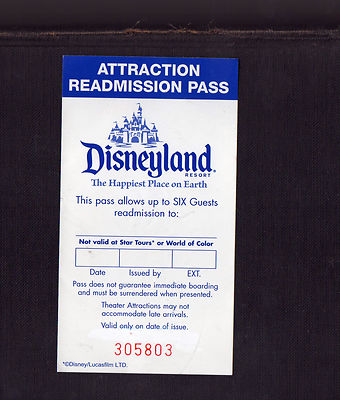 ATTRACTION
READMISSION PASS
Disneyland
RESORT
The Happiest Place on Earth
This pass allows up to SIX Guests
readmission to:
Not valid at Star Tours® or World of Color
Date Issued by EXT.
Pass does not guarantee immediate boarding
and must be surrendered when presented.
Theater Attractions may not
accommodate late arrivals.
Valid only on date of issue.
305803
*©Disney/Lucasfilm LTD.